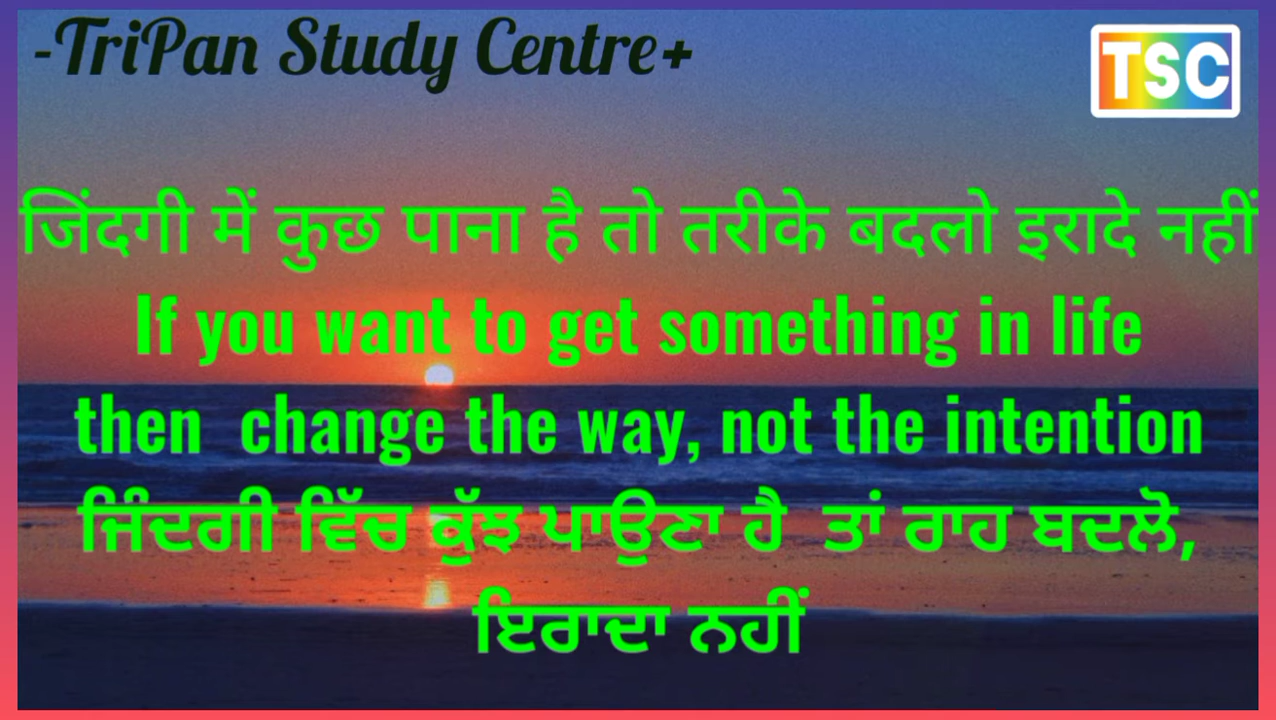 -TriPan Study Centre+
TSC
जिंदगी में कुछ पाना है तो तरीके बदलो इरादे नहीं
If you want to get something in life
then  change the way, not the intention
ਜਿੰਦਗੀ ਵਿੱਚ ਕੁੱਝ ਪਾਉਣਾ ਹੈ  ਤਾਂ ਰਾਹ ਬਦਲੋ,
ਇਰਾਦਾ ਨਹੀਂ